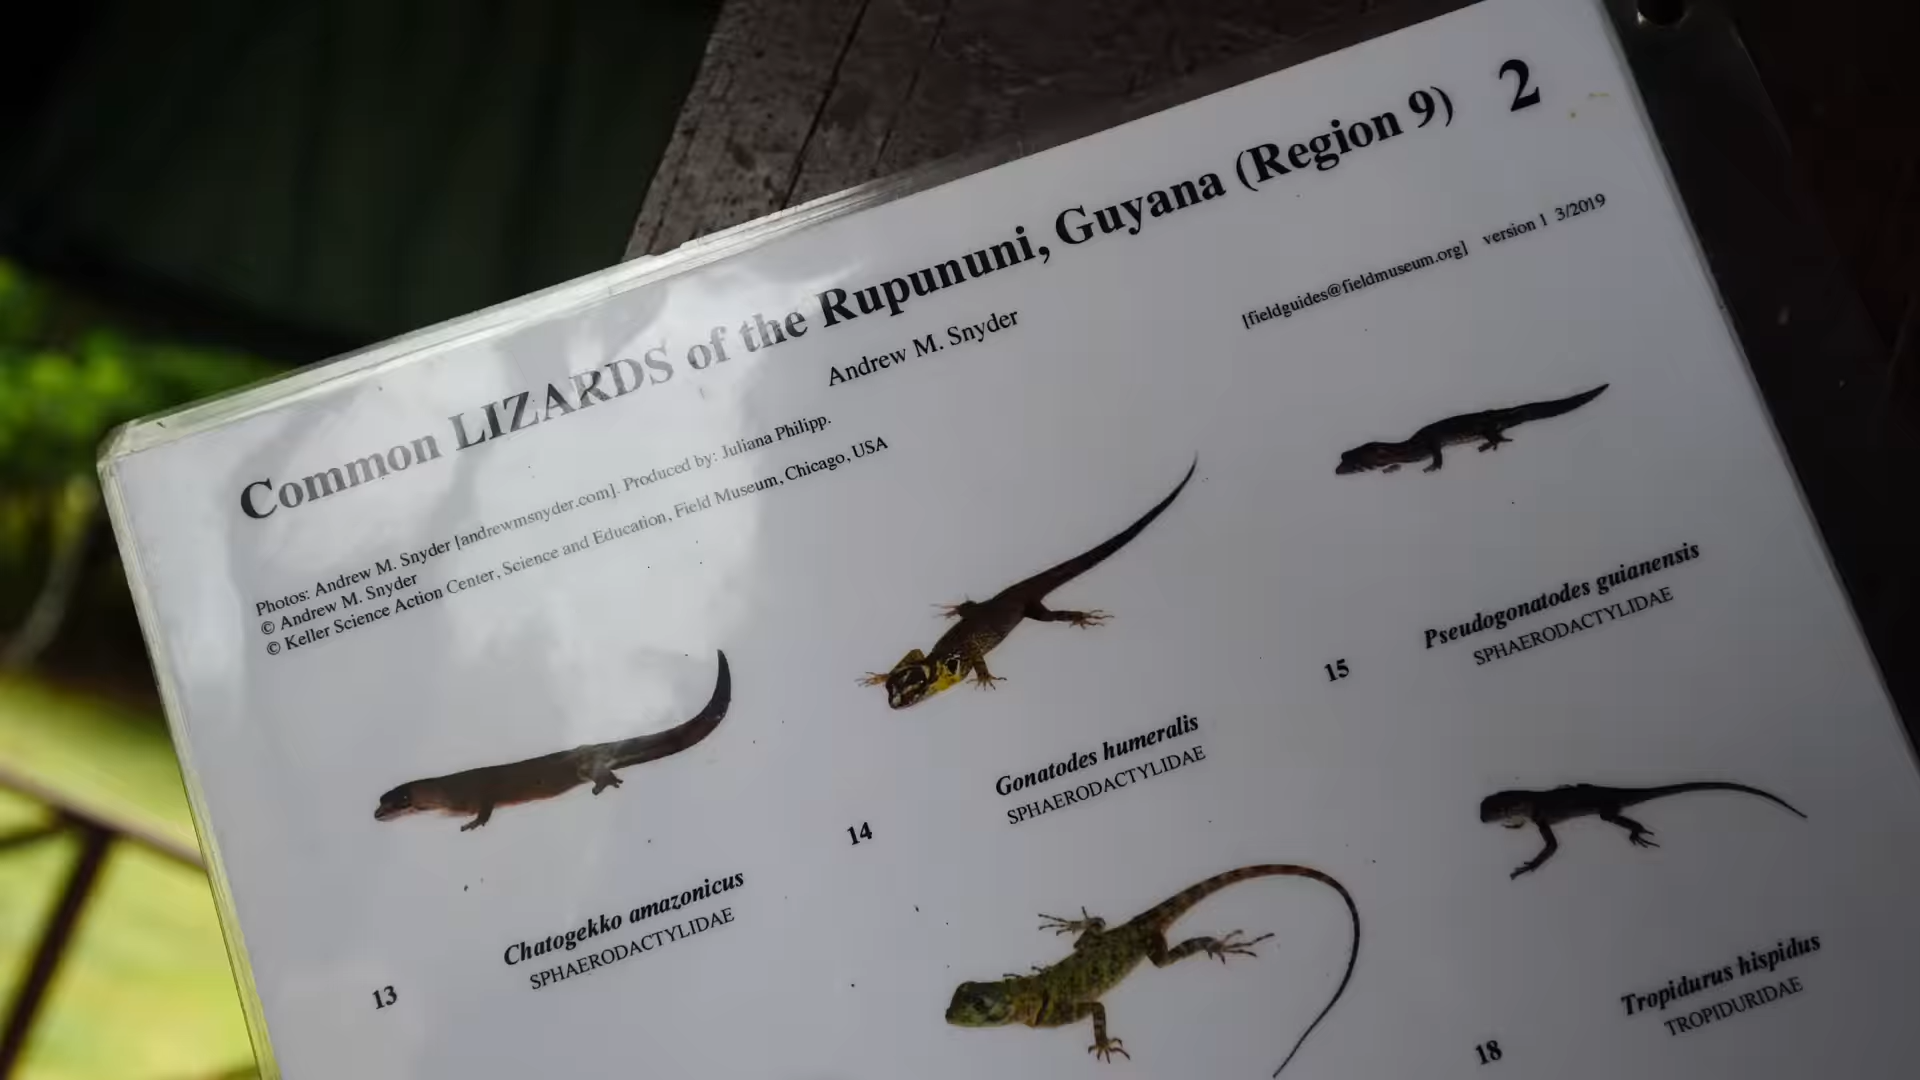 Common LIZARDS of the Rupununi, Guyana (Region 9) 2
Andrew M. Snyder
Photos: Andrew M. Snyder [andrewmsnyder.com]. Produced by: Juliana Philipp.
© Andrew M. Snyder
© Keller Science Action Center, Science and Education, Field Museum, Chicago, USA
[fieldguides@fieldmuseum.org] version 1 3/2019
13 Chatogekko amazonicus
SPHAERODACTYLIDAE
14 Gonatodes humeralis
SPHAERODACTYLIDAE
15 Pseudogonatodes guianensis
SPHAERODACTYLIDAE
18 Tropidurus hispidus
TROPIDURIDAE